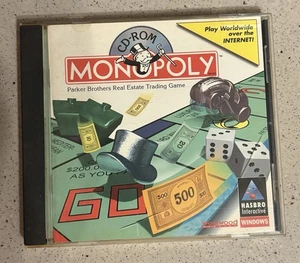 CD-ROM
Play Worldwide
over the
INTERNET!
MONOPOLY
Parker Brothers Real Estate Trading Game
$200.0
AS YOU
GO
500
500
HASBRO
Interactive
WINDOWS